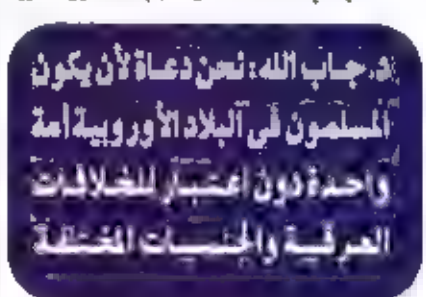 د. جاب الله: نحن دعاة لأن يكون
المسلمون في البلاد الأوروبية أمة
واحدة دون اعتبار للخلافات
العرقية والجنسيات المختلفة